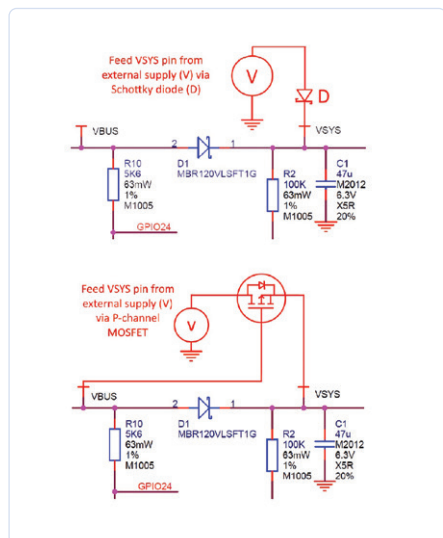 Feed VSYS pin from
external supply (V) via
Schottky diode (D)
V
D
VBUS
2
1
VSYS
R10
5K6
63mW
1%
M1005
D1
MBR120VLSFT1G
R2
100K
63mW
1%
M1005
C1
47u
M2012
6.3V
X5R
20%
GPIO24
Feed VSYS pin from
external supply (V)
via P-channel
MOSFET
V
VBUS
2
1
VSYS
R10
5K6
63mW
1%
M1005
D1
MBR120VLSFT1G
R2
100K
63mW
1%
M1005
C1
47u
M2012
6.3V
X5R
20%
GPIO24